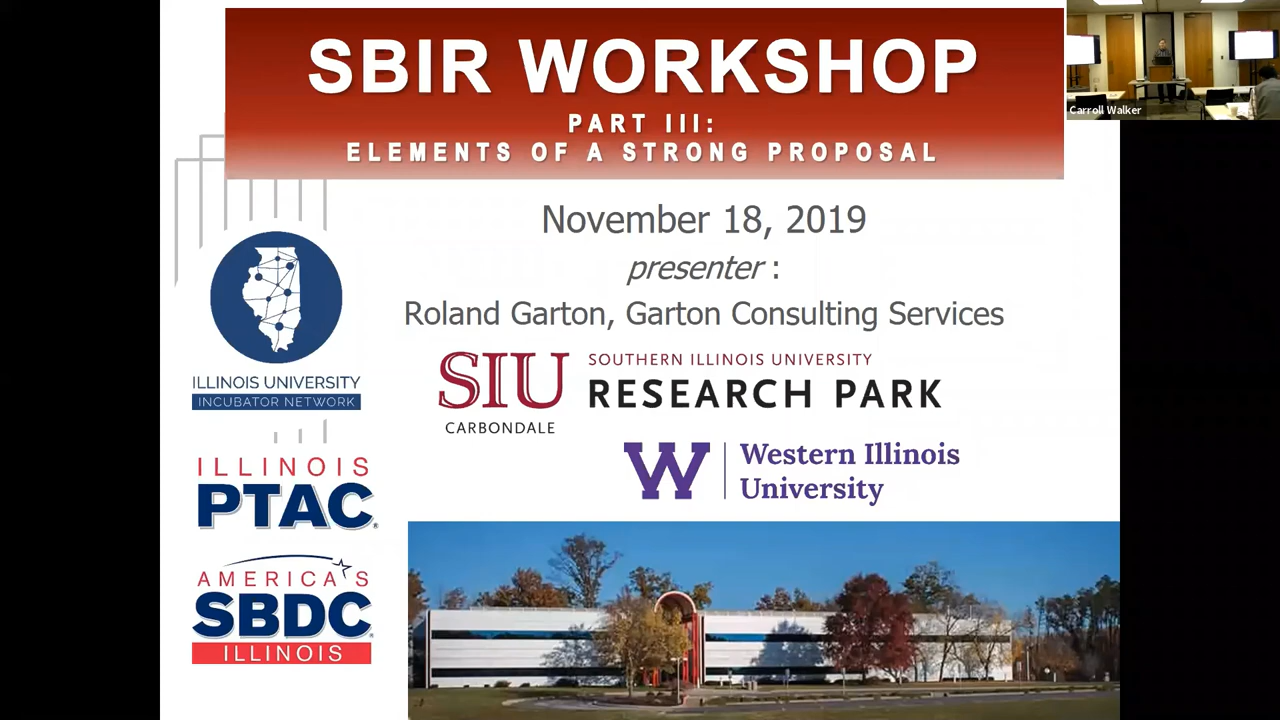 SBIR WORKSHOP
PART III:
ELEMENTS OF A STRONG PROPOSAL
Carroll Walker
November 18, 2019
presenter :
Roland Garton, Garton Consulting Services
SIU
CARBONDALE
SOUTHERN ILLINOIS UNIVERSITY
RESEARCH PARK
W
Western Illinois
University
ILLINOIS UNIVERSITY
INCUBATOR NETWORK
ILLINOIS
PTAC®
AMERICA'S
SBDC®
ILLINOIS